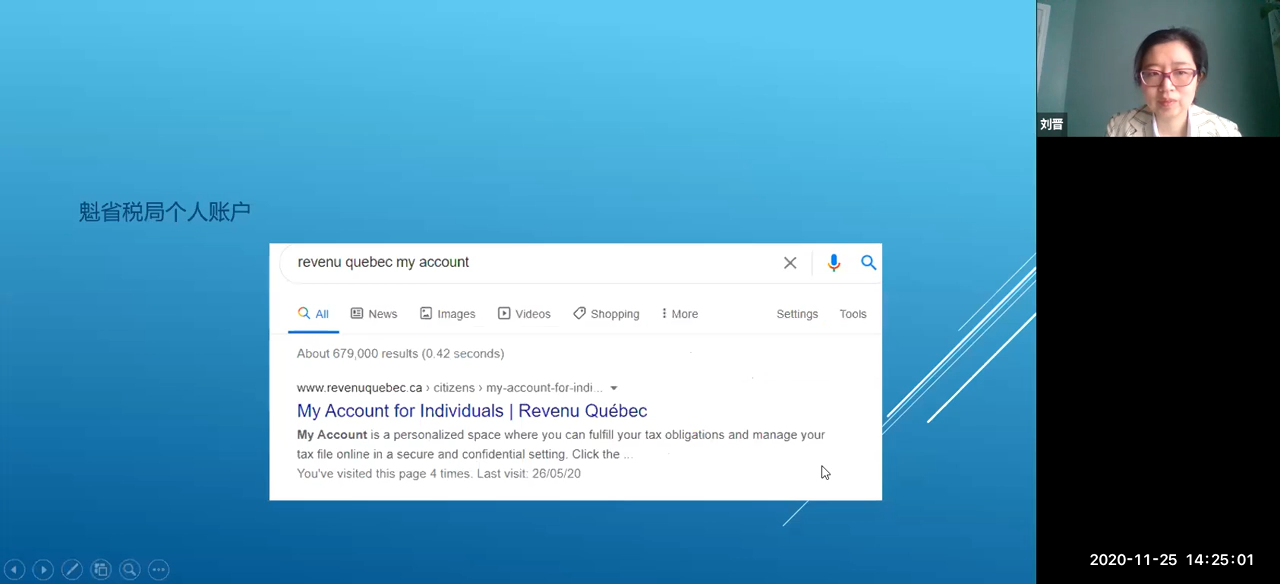 魁省税局个人账户
revenu quebec my account
All News Images Videos Shopping More Settings Tools
About 679,000 results (0.42 seconds)
www.revenuquebec.ca › citizens › my-account-for-indi...
My Account for Individuals | Revenu Québec
My Account is a personalized space where you can fulfill your tax obligations and manage your
tax file online in a secure and confidential setting. Click the ...
You've visited this page 4 times. Last visit: 26/05/20
刘晋
2020-11-25 14:25:01